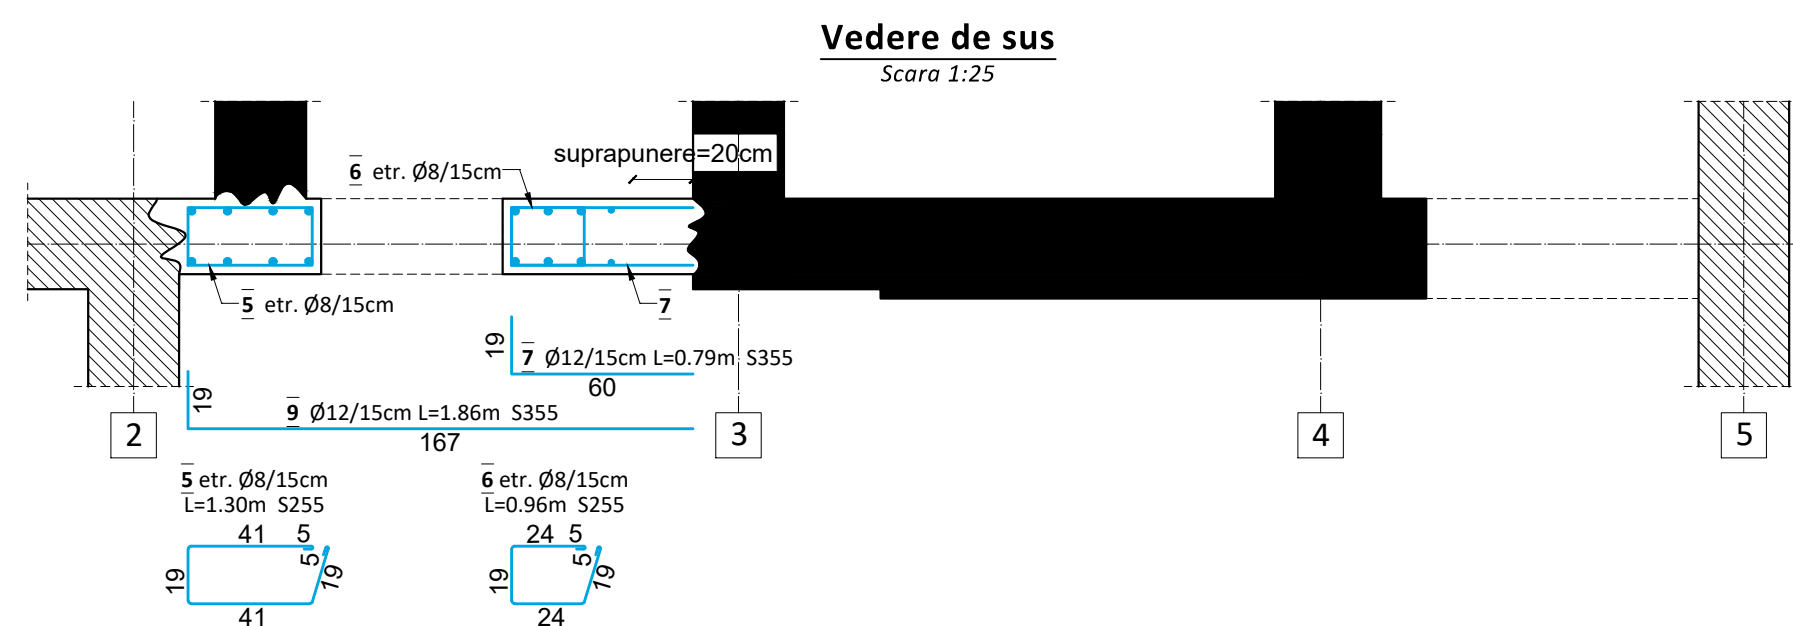 Vedere de sus
Scara 1:25
suprapunere=20cm
6 etr. Ø8/15cm
5 etr. Ø8/15cm
7
19
7 Ø12/15cm L=0.79m S355
60
19
9 Ø12/15cm L=1.86m S355
167
2
3
4
5
5 etr. Ø8/15cm
L=1.30m S255
41 5
5
19
19
41
6 etr. Ø8/15cm
L=0.96m S255
24 5
5
19
19
24